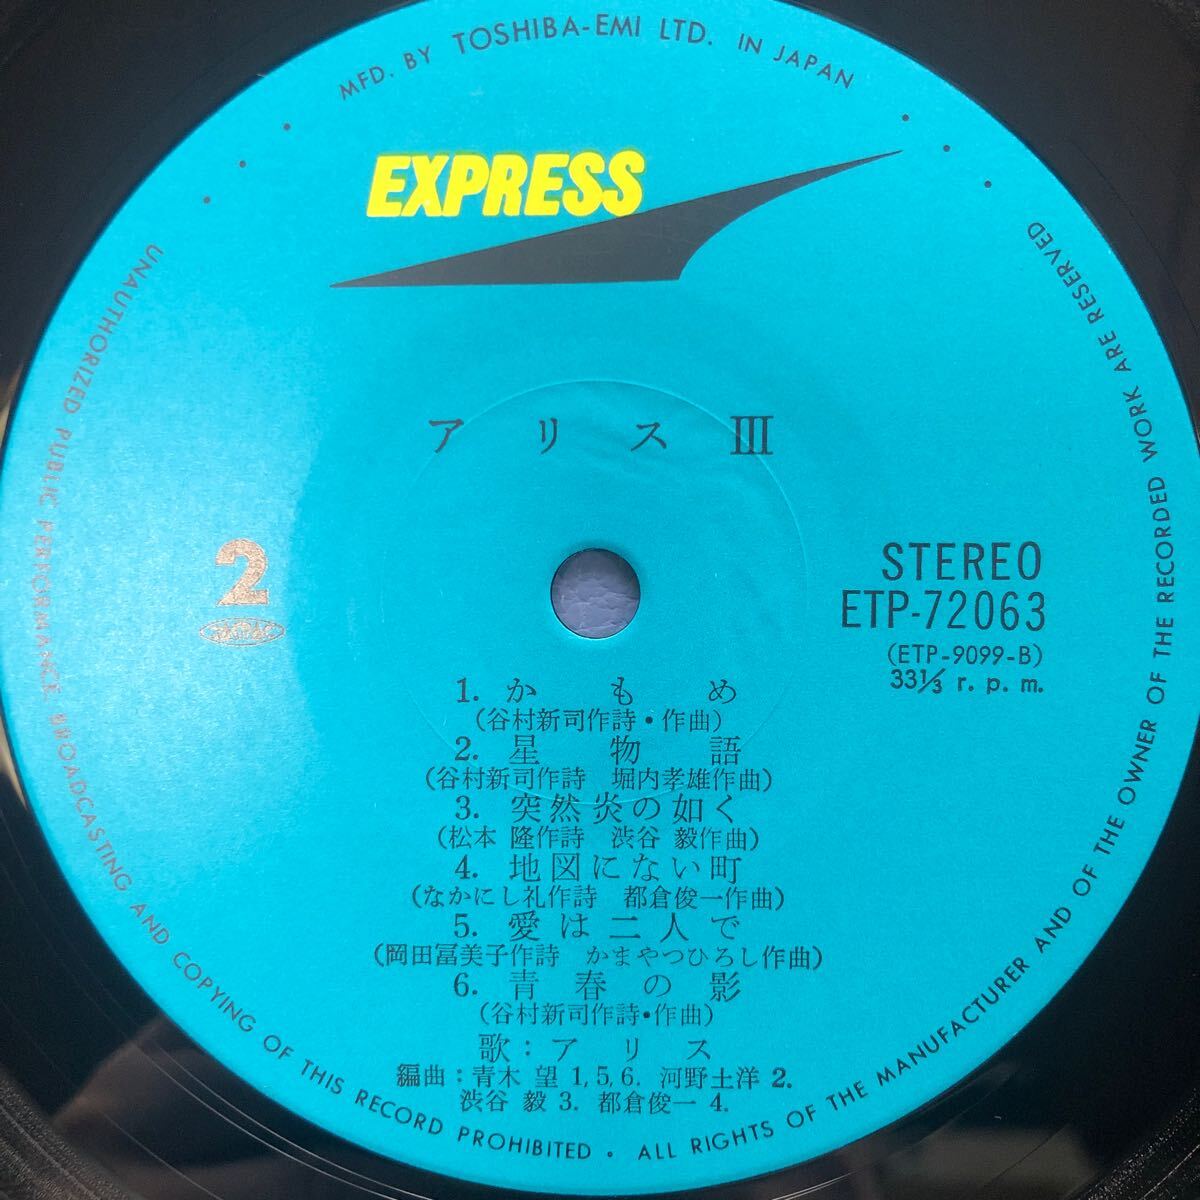 MFD. BY TOSHIBA-EMI LTD. IN JAPAN
EXPRESS
アリスⅢ
2
STEREO
ETP-72063
(ETP-9099-B)
33⅓ r. p. m.
1. かもめ
(谷村新司作詩・作曲)
2. 星物語
(谷村新司作詩 堀内孝雄作曲)
3. 突然炎の如く
(松本 隆作詩 渋谷 毅作曲)
4. 地図にない町
(なかにし礼作詩 都倉俊一作曲)
5. 愛は二人で
(岡田冨美子作詩 かまやつひろし作曲)
6. 青春の影
(谷村新司作詩・作曲)
歌：アリス
編曲：青木 望 1, 5, 6. 河野土洋 2.
渋谷 毅 3. 都倉俊一 4.
UNAUTHORIZED PUBLIC PERFORMANCE, BROADCASTING AND COPYING OF THIS RECORD PROHIBITED • ALL RIGHTS OF THE MANUFACTURER AND OF THE OWNER OF THE RECORDED WORK ARE RESERVED